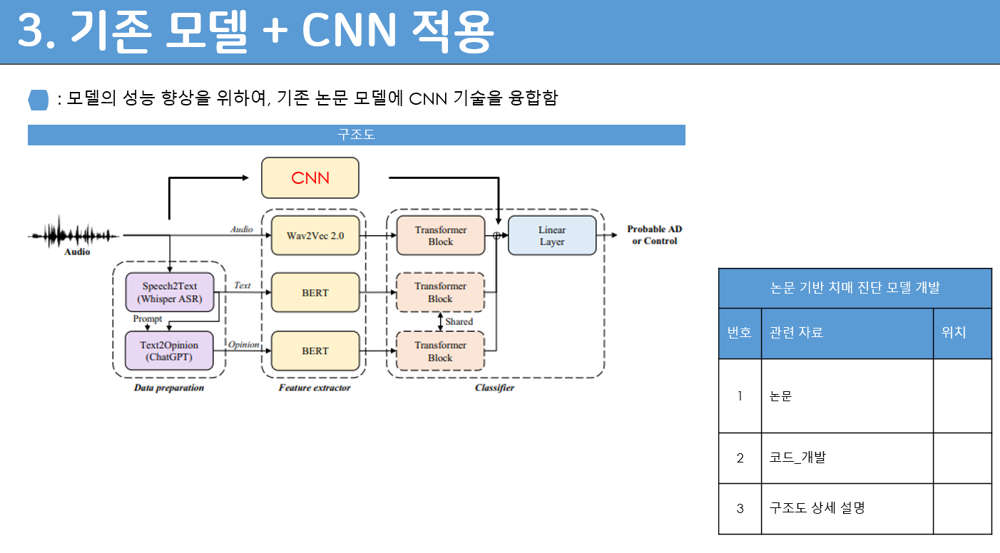 3. 기존 모델 + CNN 적용
: 모델의 성능 향상을 위하여, 기존 논문 모델에 CNN 기술을 융합함
구조도
CNN
Audio
Audio
Wav2Vec 2.0
Transformer
Block
Linear
Layer
Probable AD
or Control
Speech2Text
(Whisper ASR)
Text
BERT
Transformer
Block
Prompt
Shared
Text2Opinion
(ChatGPT)
Opinion
BERT
Transformer
Block
Data preparation
Feature extractor
Classifier
논문 기반 치매 진단 모델 개발
번호 관련 자료 위치
1 논문
2 코드_개발
3 구조도 상세 설명